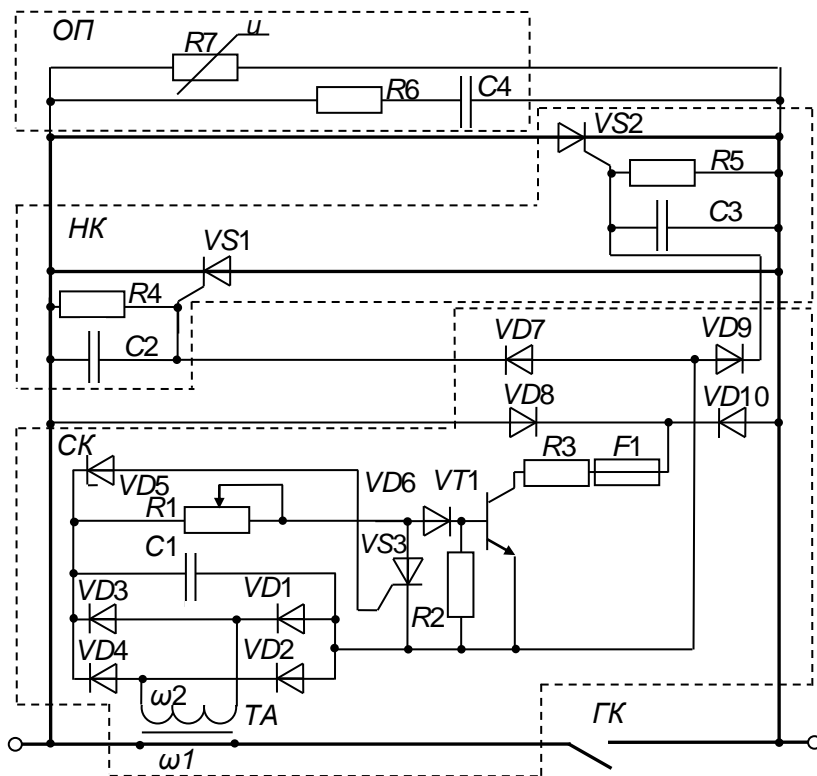 ОП
R7
u
R6
C4
VS2
R5
C3
НК
VS1
R4
C2
VD7
VD9
VD8
VD10
СК
VD5
R3
F1
VD6
VT1
R1
C1
VS3
VD3
VD1
R2
VD4
VD2
ω2
TA
ГК
ω1